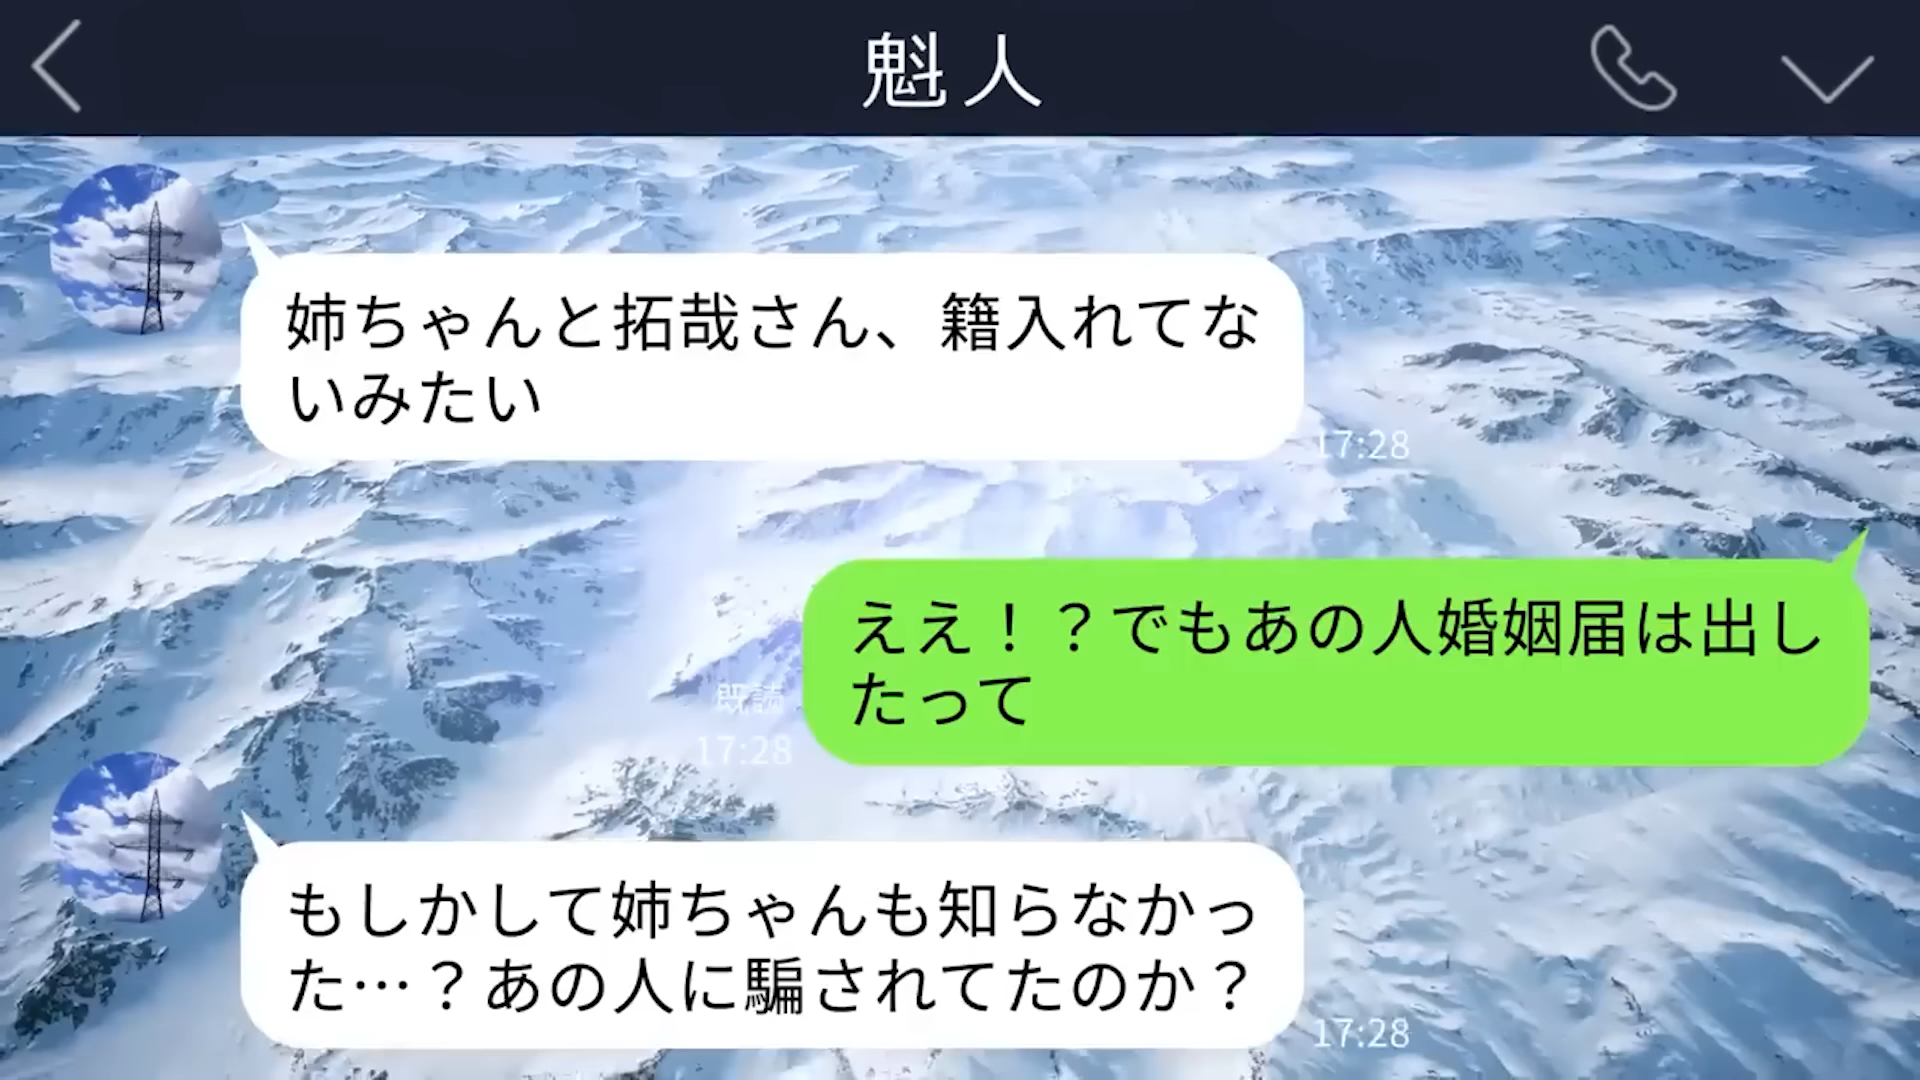 魁人
姉ちゃんと拓哉さん、籍入れてな
いみたい
17:28
ええ！？でもあの人婚姻届は出し
たって
既読
17:28
もしかして姉ちゃんも知らなかっ
た…？あの人に騙されてたのか？
17:28